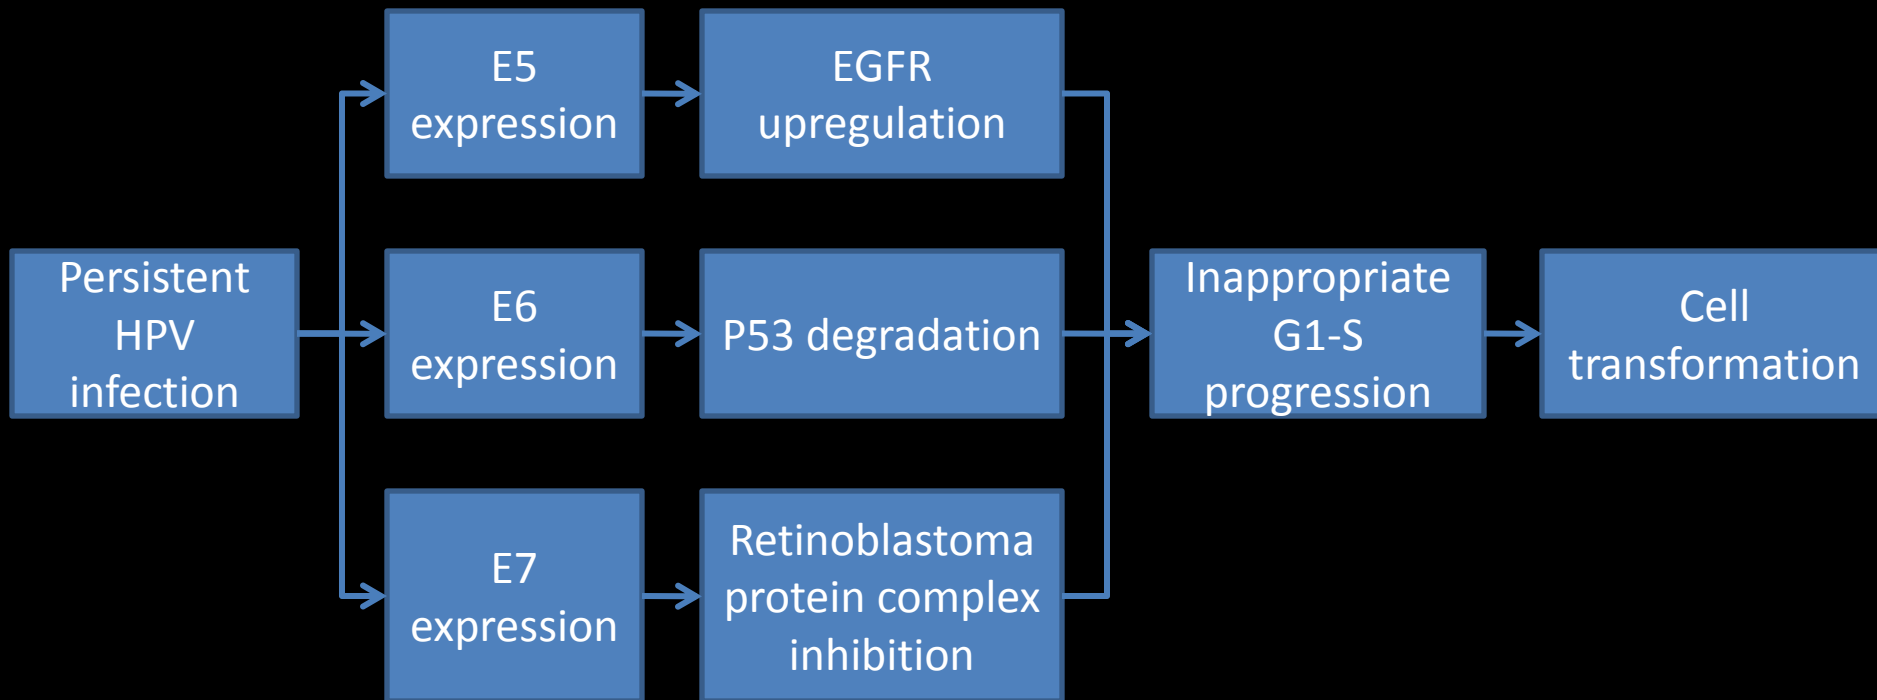 Persistent
HPV
infection
E5
expression
EGFR
upregulation
E6
expression
P53 degradation
E7
expression
Retinoblastoma
protein complex
inhibition
Inappropriate
G1-S
progression
Cell
transformation